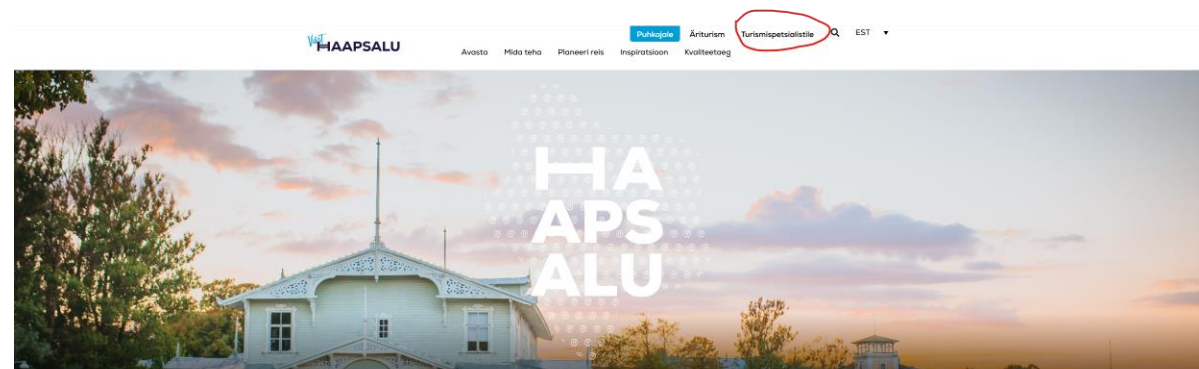 Puhkajale Äriturism Turismispetsialistile EST
Visit HAAPSALU
Avasta Mida teha Planeeri reis Inspiratsioon Kvaliteetaeg
HA
APS
ALU